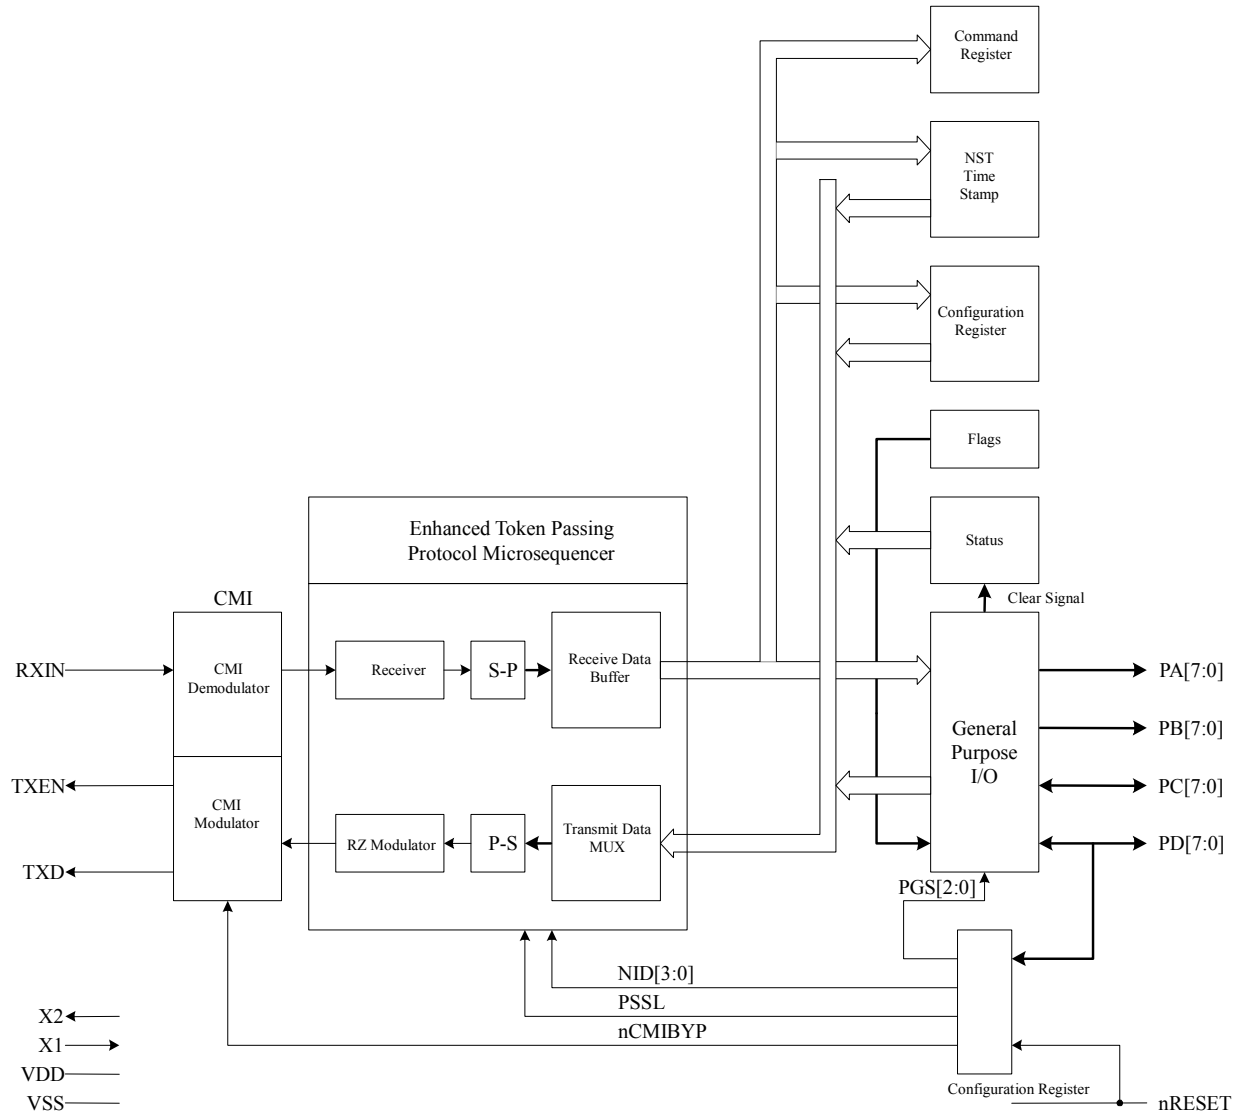 Command
Register
NST
Time
Stamp
Configuration
Register
Flags
Enhanced Token Passing
Protocol Microsequencer
Status
Clear Signal
CMI
RXIN
CMI
Demodulator
Receiver
S-P
Receive Data
Buffer
PA[7:0]
General
Purpose
I/O
PB[7:0]
TXEN
CMI
Modulator
PC[7:0]
RZ Modulator
P-S
Transmit Data
MUX
PD[7:0]
TXD
PGS[2:0]
NID[3:0]
PSSL
nCMIBYP
X2
X1
VDD
VSS
Configuration Register
nRESET